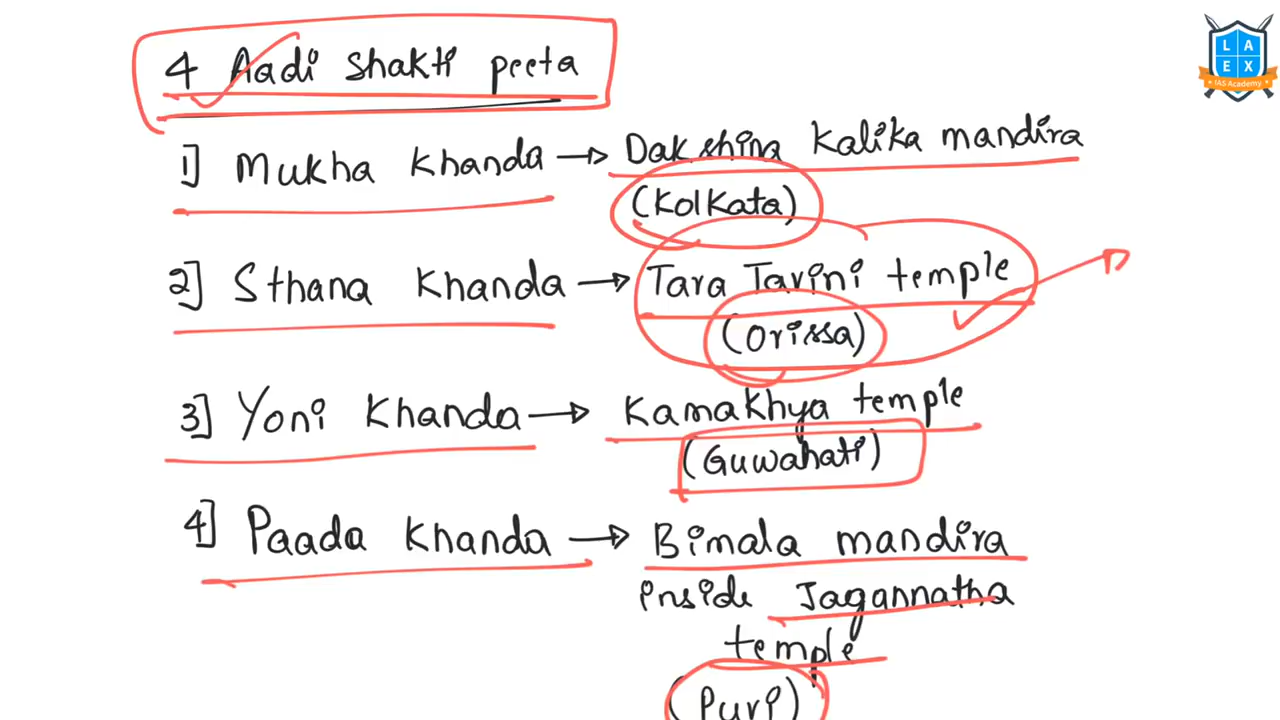 4 Aadi Shakti peeta
L A
E X
IAS Academy
1] Mukha Khanda → Dakshina Kalika mandira
(Kolkata)
2] Sthana Khanda → Tara Tarini temple
(Orissa)
3] Yoni Khanda → Kamakhya temple
(Guwahati)
4] Paada Khanda → Bimala mandira
inside Jagannatha
temple
(Puri)